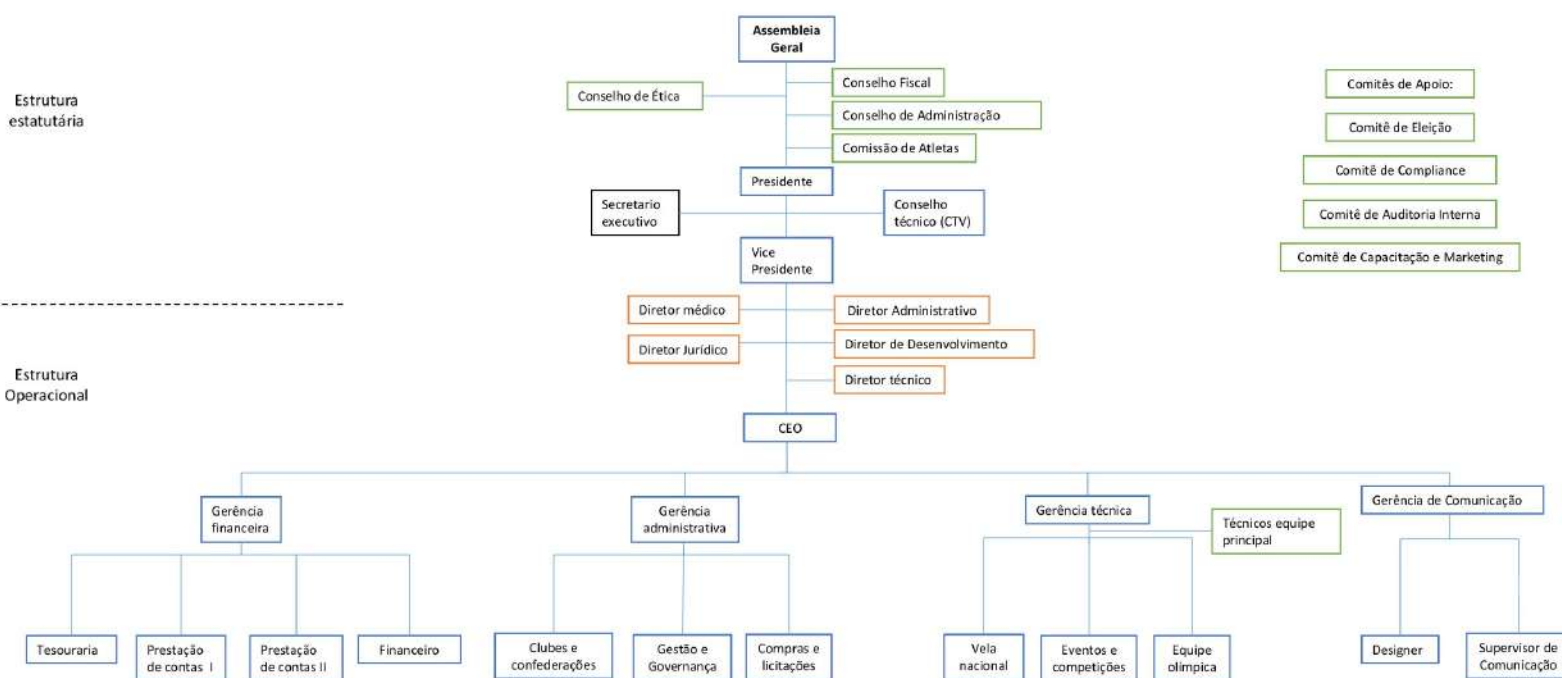 Assembleia
Geral
Estrutura
estatutária
Conselho de Ética
Conselho Fiscal
Conselho de Administração
Comissão de Atletas
Comitês de Apoio:
Comitê de Eleição
Comitê de Compliance
Comitê de Auditoria Interna
Comitê de Capacitação e Marketing
Presidente
Secretario
executivo
Conselho
técnico (CTV)
Vice
Presidente
Diretor médico
Diretor Administrativo
Diretor Jurídico
Diretor de Desenvolvimento
Diretor técnico
Estrutura
Operacional
CEO
Gerência
financeira
Gerência
administrativa
Gerência técnica
Técnicos equipe
principal
Gerência de Comunicação
Tesouraria
Prestação
de contas I
Prestação
de contas II
Financeiro
Clubes e
confederações
Gestão e
Governança
Compras e
licitações
Vela
nacional
Eventos e
competições
Equipe
olímpica
Designer
Supervisor de
Comunicação